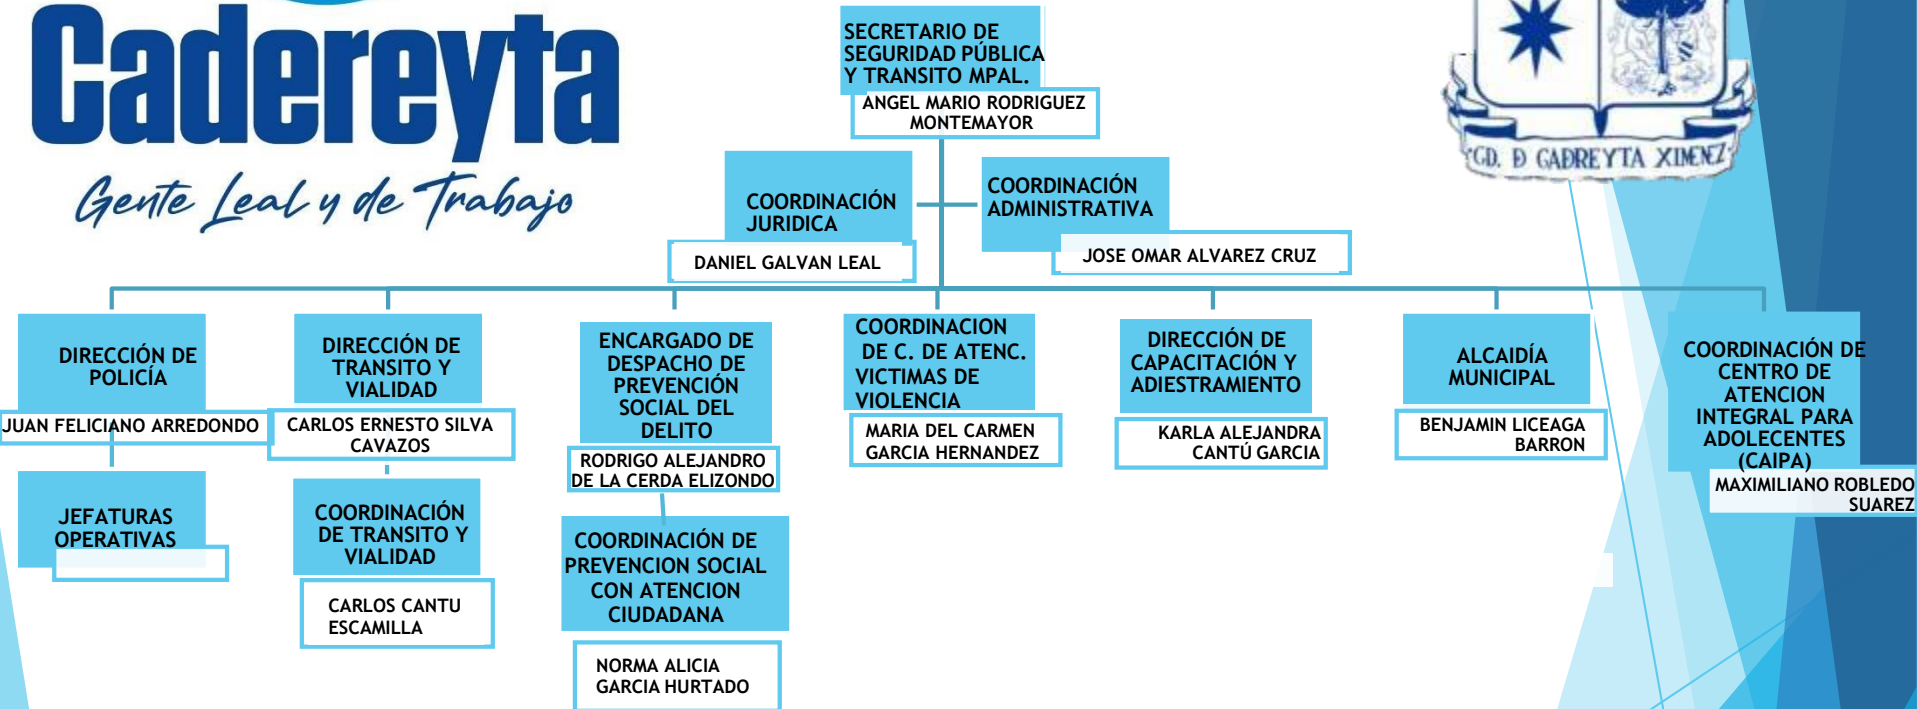 Cadereyta
Gente Leal y de Trabajo
SECRETARIO DE
SEGURIDAD PÚBLICA
Y TRANSITO MPAL.
ANGEL MARIO RODRIGUEZ
MONTEMAYOR
CD. D CADREYTA XIMENEZ
COORDINACIÓN
JURIDICA
DANIEL GALVAN LEAL
COORDINACIÓN
ADMINISTRATIVA
JOSE OMAR ALVAREZ CRUZ
DIRECCIÓN DE
POLICÍA
JUAN FELICIANO ARREDONDO
JEFATURAS
OPERATIVAS
DIRECCIÓN DE
TRANSITO Y
VIALIDAD
CARLOS ERNESTO SILVA
CAVAZOS
COORDINACIÓN
DE TRANSITO Y
VIALIDAD
CARLOS CANTU
ESCAMILLA
ENCARGADO DE
DESPACHO DE
PREVENCIÓN
SOCIAL DEL
DELITO
RODRIGO ALEJANDRO
DE LA CERDA ELIZONDO
COORDINACIÓN DE
PREVENCION SOCIAL
CON ATENCION
CIUDADANA
NORMA ALICIA
GARCIA HURTADO
COORDINACION
DE C. DE ATENC.
VICTIMAS DE
VIOLENCIA
MARIA DEL CARMEN
GARCIA HERNANDEZ
DIRECCIÓN DE
CAPACITACIÓN Y
ADIESTRAMIENTO
KARLA ALEJANDRA
CANTÚ GARCIA
ALCAIDÍA
MUNICIPAL
BENJAMIN LICEAGA
BARRON
COORDINACIÓN DE
CENTRO DE
ATENCION
INTEGRAL PARA
ADOLECENTES
(CAIPA)
MAXIMILIANO ROBLEDO
SUAREZ